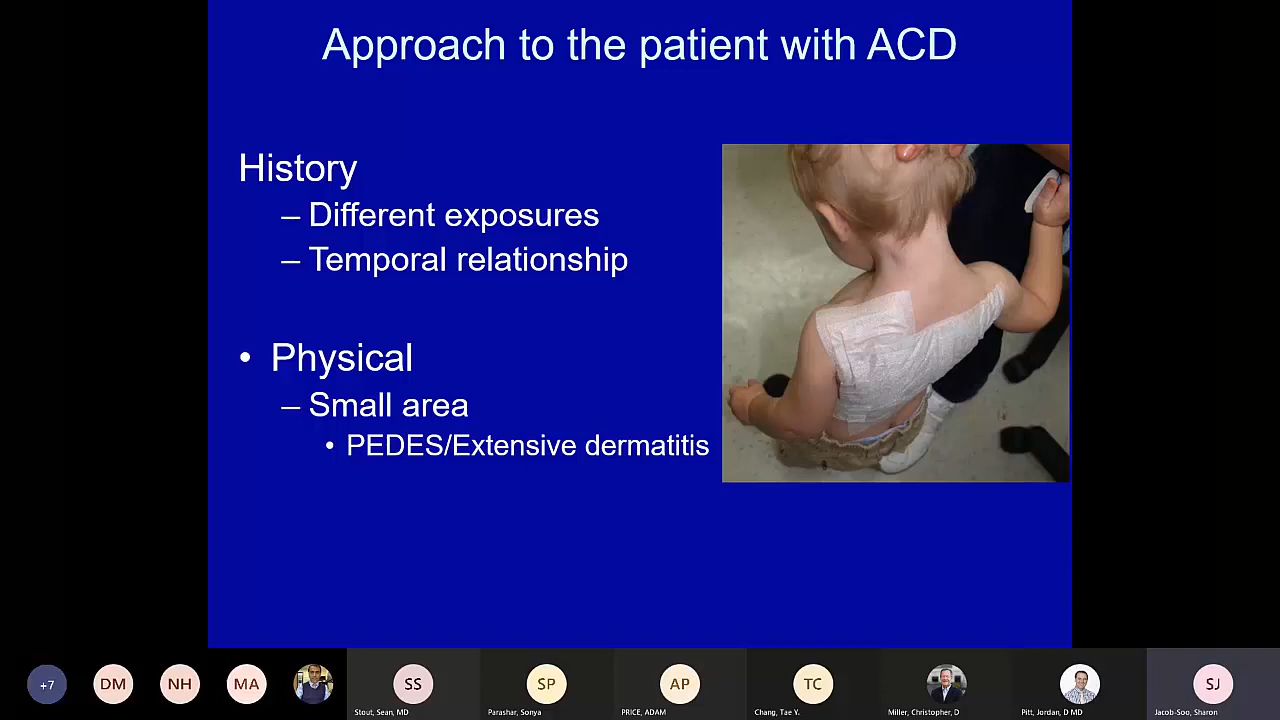 Approach to the patient with ACD
History
– Different exposures
– Temporal relationship
• Physical
– Small area
• PEDES/Extensive dermatitis
+7
DM
NH
MA
SS
SP
AP
TC
SJ
Stout, Sean, MD
Parashar, Sonya
PRICE, ADAM
Chang, Tae Y.
Miller, Christopher, D
Pitt, Jordan, D MD
Jacob-Soo, Sharon